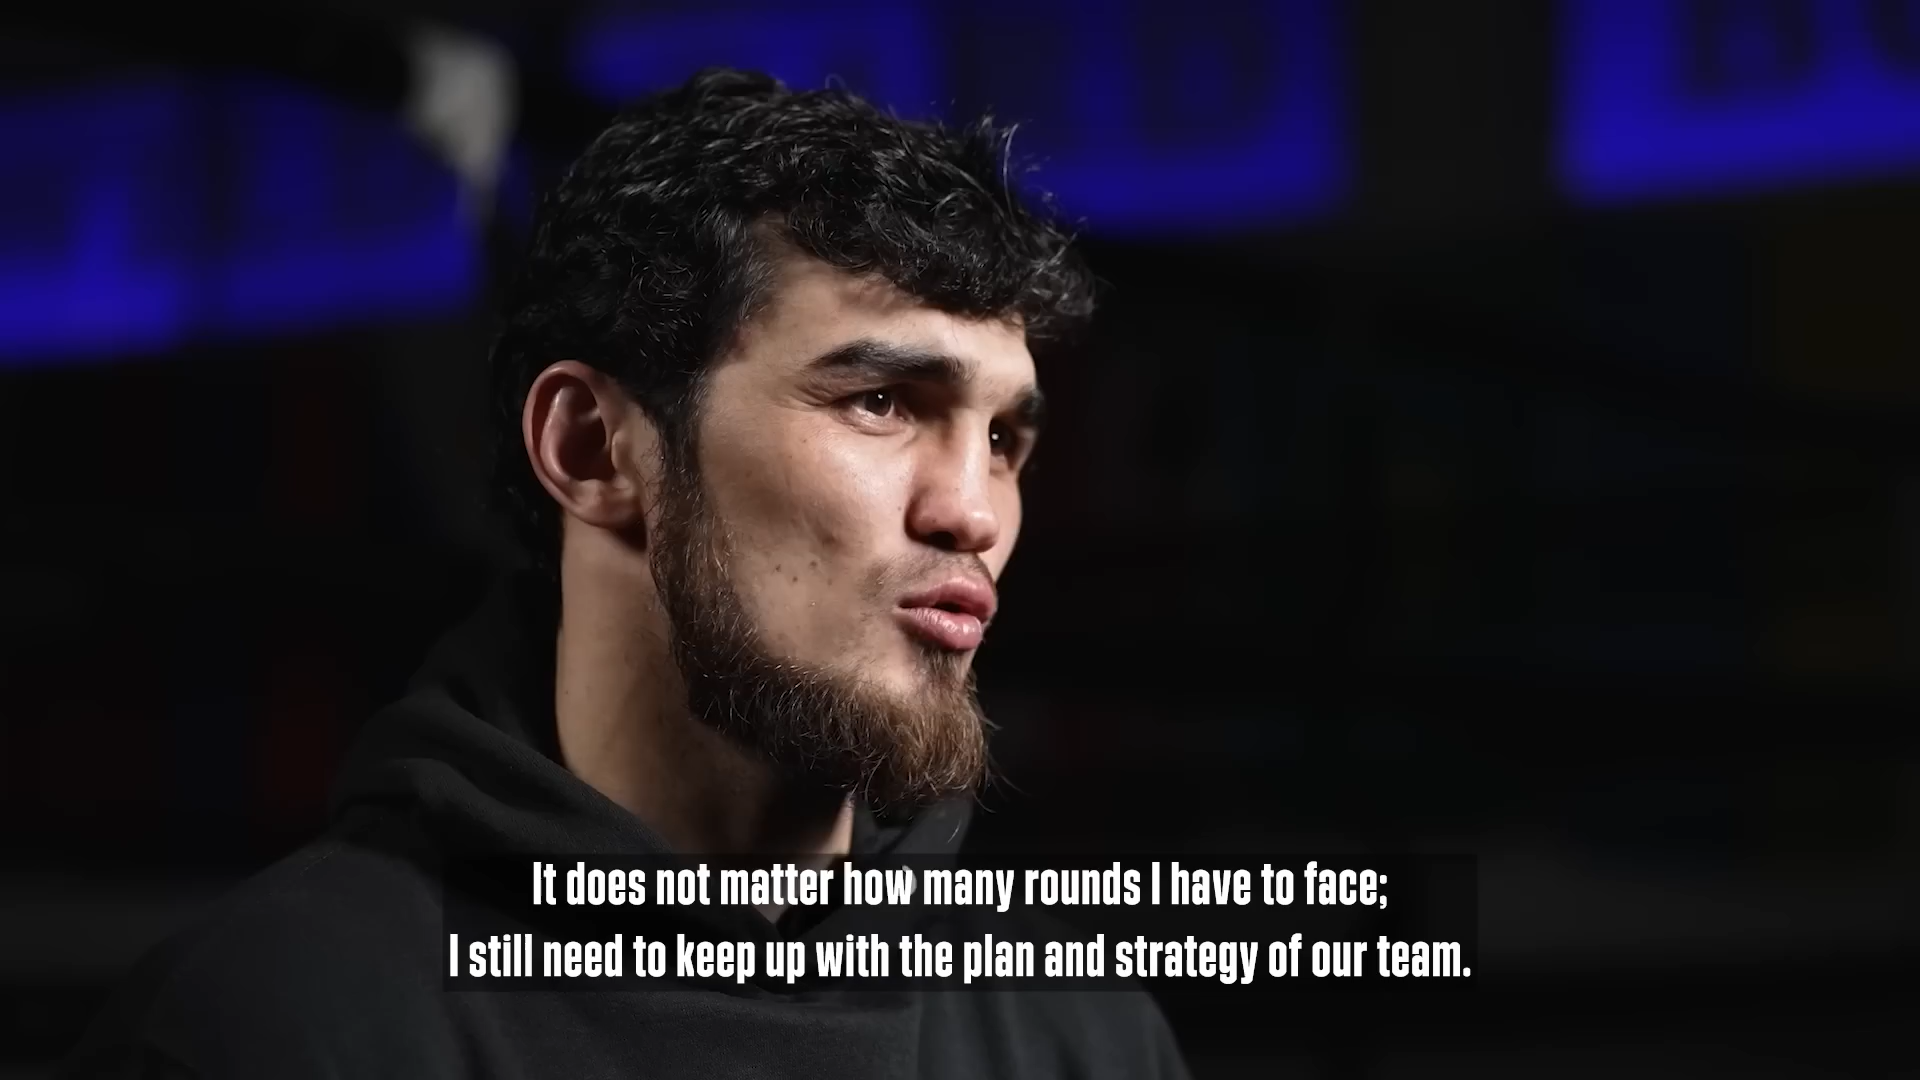 It does not matter how many rounds I have to face;
I still need to keep up with the plan and strategy of our team.